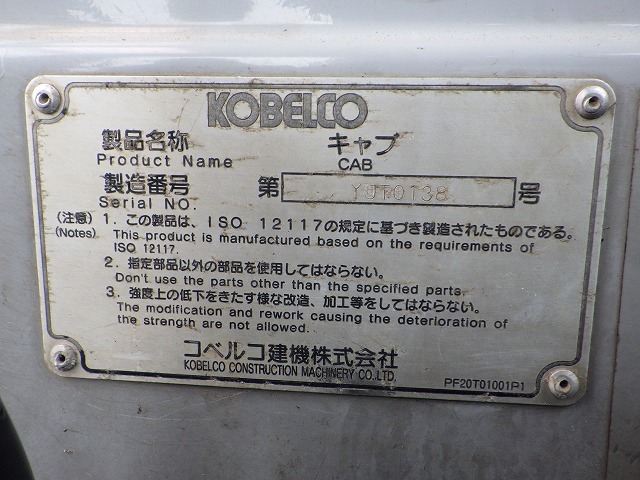 KOBELCO
製品名称 キャブ
Product Name CAB
製造番号 第 号
Serial NO.
(注意) 1. この製品は、ISO 12117の規定に基づき製造されたものである。
(Notes) This product is manufactured based on the requirements of
ISO 12117.
2. 指定部品以外の部品を使用してはならない。
Don't use the parts other than the specified parts.
3. 強度上の低下をきたす様な改造、加工等をしてはならない。
The modification and rework causing the deterioration of
the strength are not allowed.
コベルコ建機株式会社
KOBELCO CONSTRUCTION MACHINERY CO.LTD.
PF20T01001P1